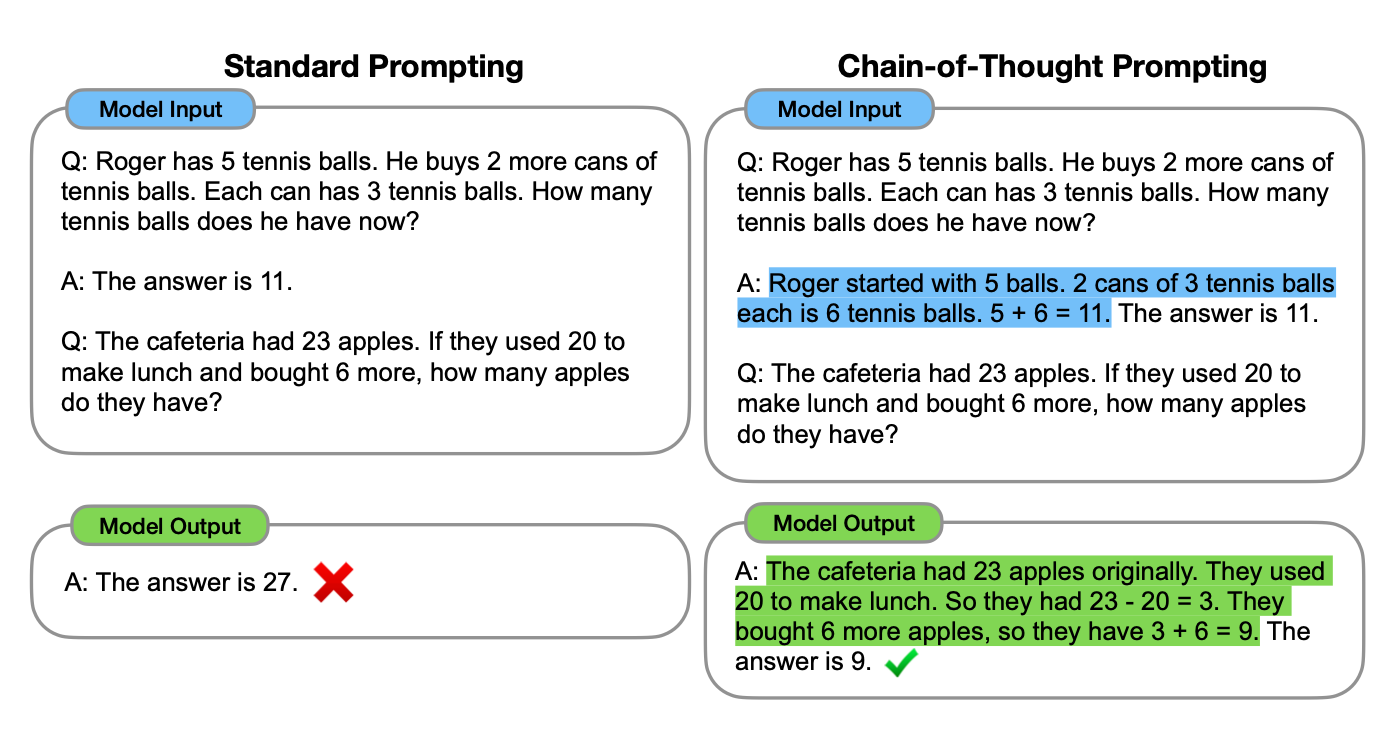 Standard Prompting
Model Input
Q: Roger has 5 tennis balls. He buys 2 more cans of
tennis balls. Each can has 3 tennis balls. How many
tennis balls does he have now?
A: The answer is 11.
Q: The cafeteria had 23 apples. If they used 20 to
make lunch and bought 6 more, how many apples
do they have?
Model Output
A: The answer is 27.
Chain-of-Thought Prompting
Model Input
Q: Roger has 5 tennis balls. He buys 2 more cans of
tennis balls. Each can has 3 tennis balls. How many
tennis balls does he have now?
A: Roger started with 5 balls. 2 cans of 3 tennis balls
each is 6 tennis balls. 5 + 6 = 11. The answer is 11.
Q: The cafeteria had 23 apples. If they used 20 to
make lunch and bought 6 more, how many apples
do they have?
Model Output
A: The cafeteria had 23 apples originally. They used
20 to make lunch. So they had 23 - 20 = 3. They
bought 6 more apples, so they have 3 + 6 = 9. The
answer is 9.